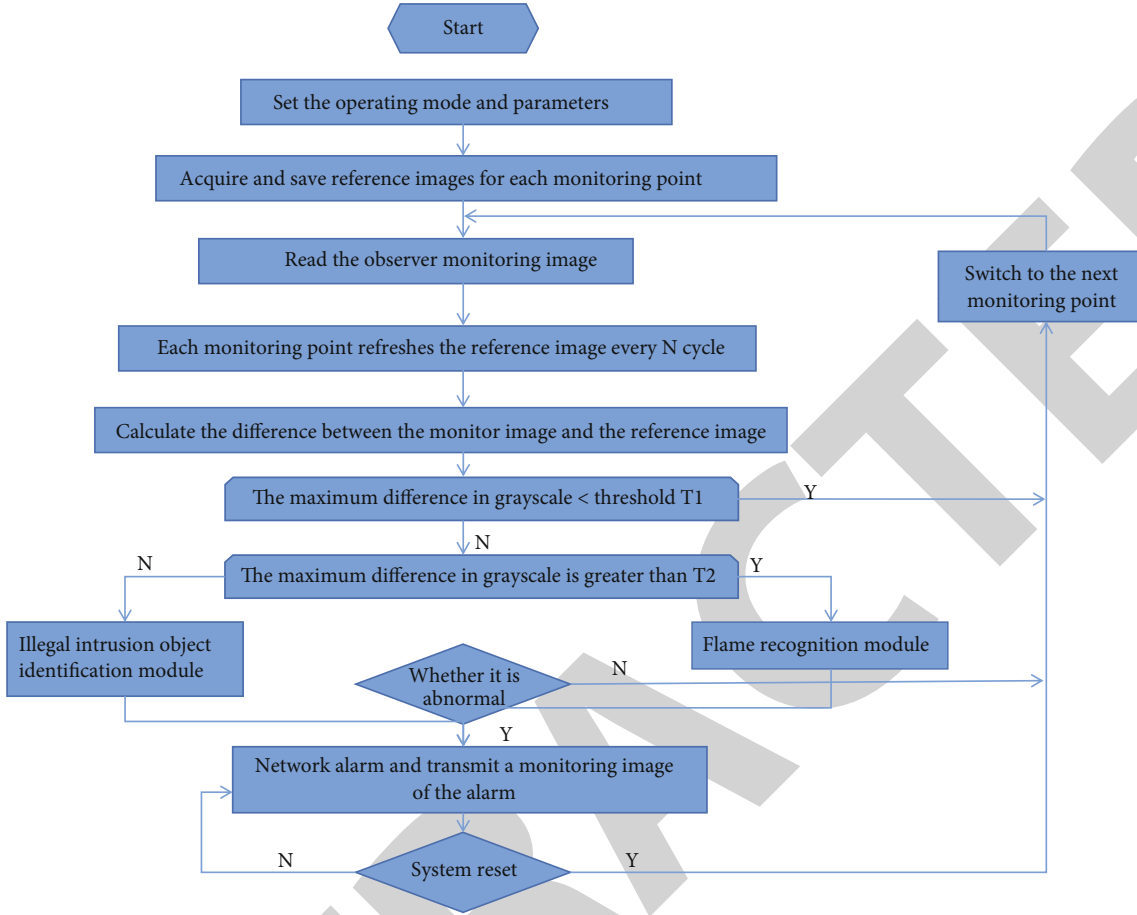 Start
Set the operating mode and parameters
Acquire and save reference images for each monitoring point
Read the observer monitoring image
Switch to the next
monitoring point
Each monitoring point refreshes the reference image every N cycle
Calculate the difference between the monitor image and the reference image
The maximum difference in grayscale < threshold T1
Y
N
N
The maximum difference in grayscale is greater than T2
Y
Illegal intrusion object
identification module
Flame recognition module
Whether it is
abnormal
N
Y
Network alarm and transmit a monitoring image
of the alarm
N
System reset
Y
RACTE